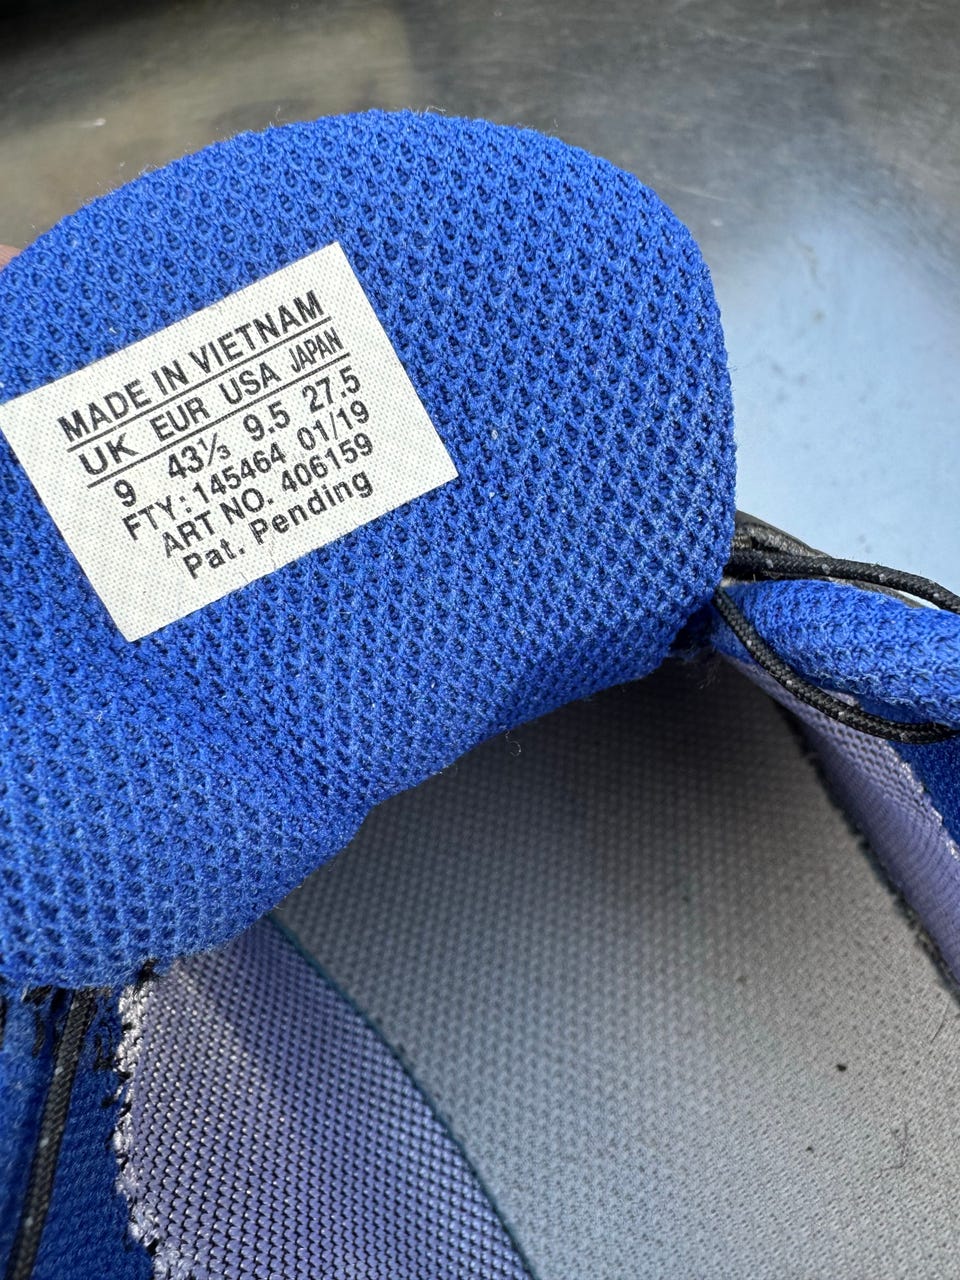 MADE IN VIETNAM
UK EUR USA JAPAN
9 43⅓ 9.5 27.5
FTY: 145464 01/19
ART NO. 406159
Pat. Pending